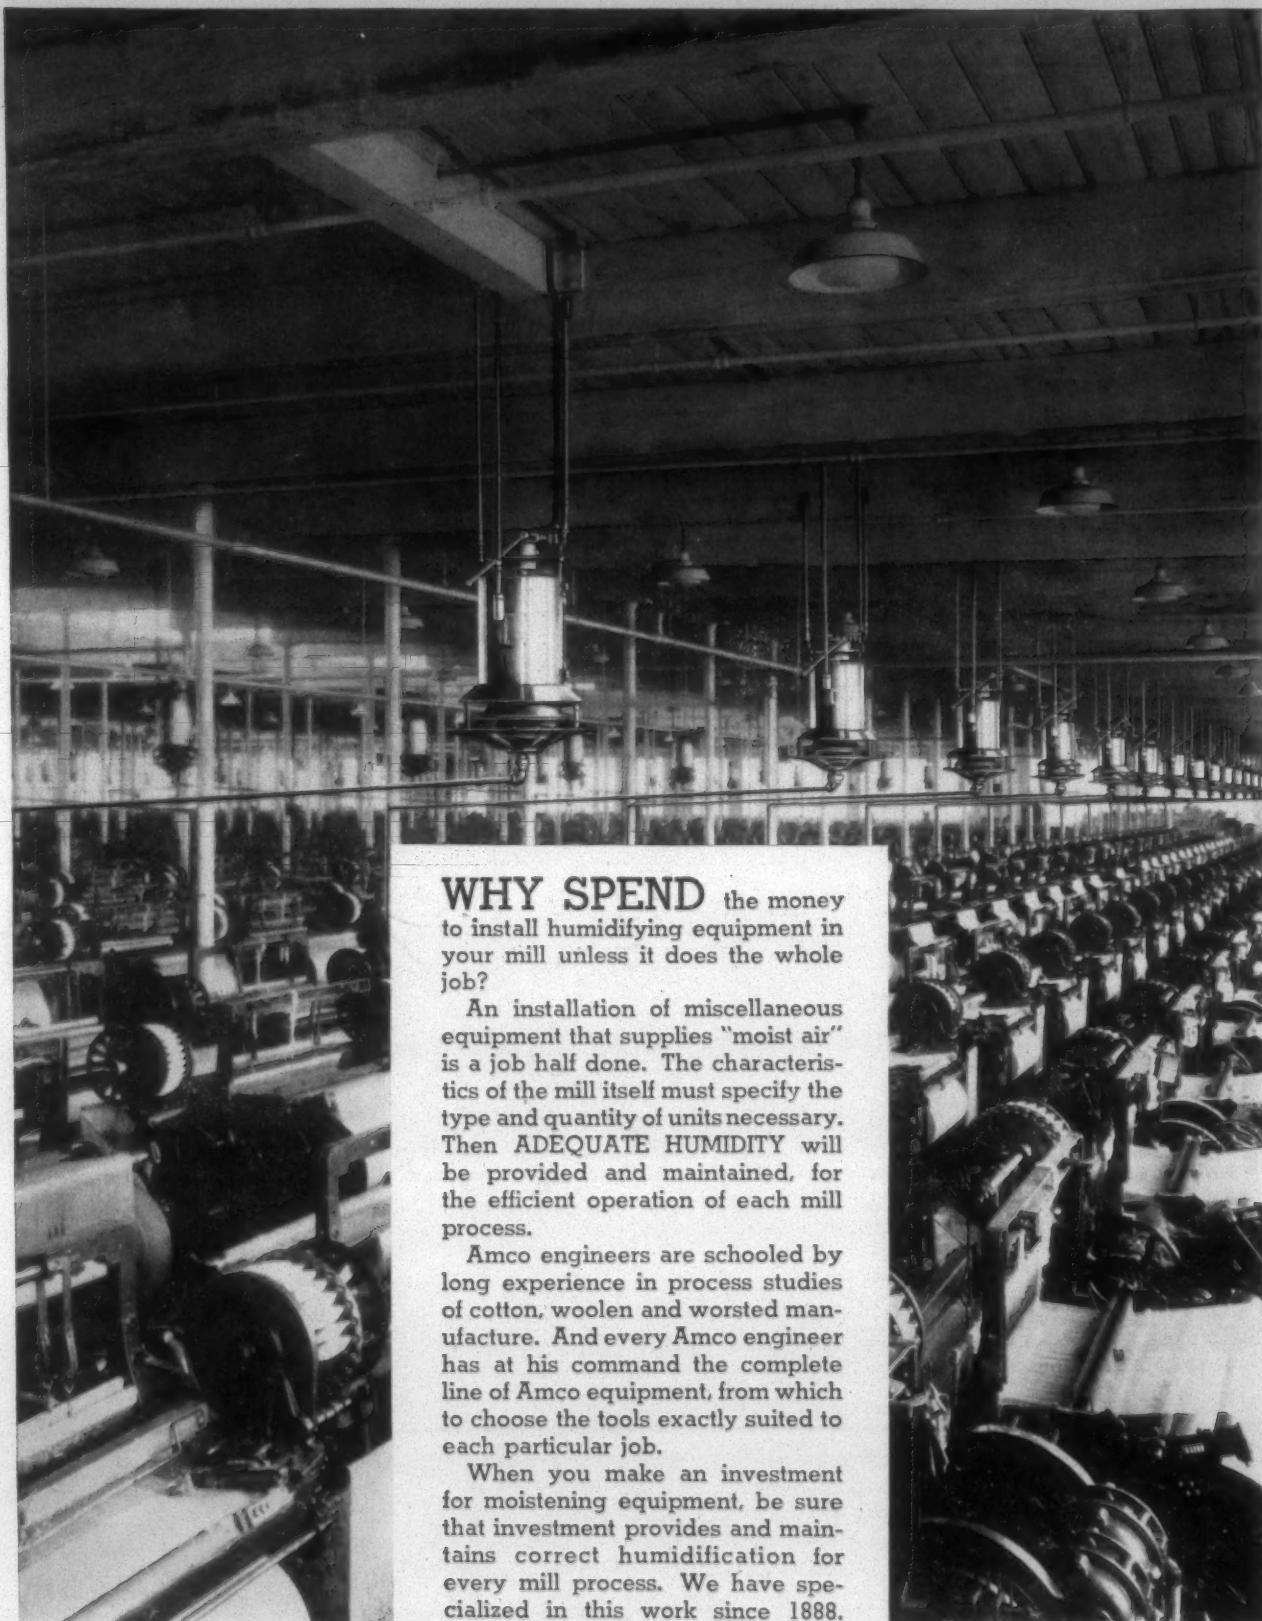 WHY SPEND the money
to install humidifying equipment in
your mill unless it does the whole
job?
An installation of miscellaneous
equipment that supplies "moist air"
is a job half done. The characteris-
tics of the mill itself must specify the
type and quantity of units necessary.
Then ADEQUATE HUMIDITY will
be provided and maintained, for
the efficient operation of each mill
process.
Amco engineers are schooled by
long experience in process studies
of cotton, woolen and worsted man-
ufacture. And every Amco engineer
has at his command the complete
line of Amco equipment, from which
to choose the tools exactly suited to
each particular job.
When you make an investment
for moistening equipment, be sure
that investment provides and main-
tains correct humidification for
every mill process. We have spe-
cialized in this work since 1888.